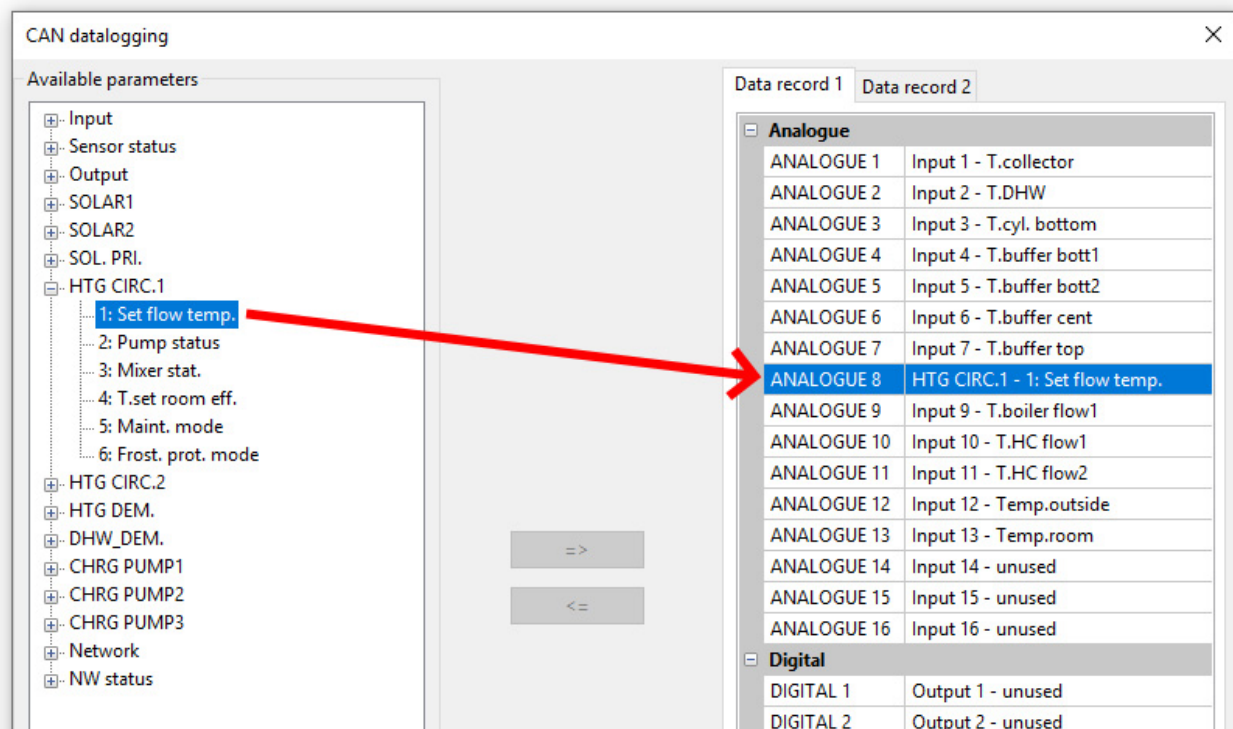 CAN datalogging
Available parameters
Input
Sensor status
Output
SOLAR1
SOLAR2
SOL. PRI.
HTG CIRC.1
1: Set flow temp.
2: Pump status
3: Mixer stat.
4: T.set room eff.
5: Maint. mode
6: Frost. prot. mode
HTG CIRC.2
HTG DEM.
DHW_DEM.
CHRG PUMP1
CHRG PUMP2
CHRG PUMP3
Network
NW status
=>
<=
Data record 1 Data record 2
Analogue
ANALOGUE 1 Input 1 - T.collector
ANALOGUE 2 Input 2 - T.DHW
ANALOGUE 3 Input 3 - T.cyl. bottom
ANALOGUE 4 Input 4 - T.buffer bott1
ANALOGUE 5 Input 5 - T.buffer bott2
ANALOGUE 6 Input 6 - T.buffer cent
ANALOGUE 7 Input 7 - T.buffer top
ANALOGUE 8 HTG CIRC.1 - 1: Set flow temp.
ANALOGUE 9 Input 9 - T.boiler flow1
ANALOGUE 10 Input 10 - T.HC flow1
ANALOGUE 11 Input 11 - T.HC flow2
ANALOGUE 12 Input 12 - Temp.outside
ANALOGUE 13 Input 13 - Temp.room
ANALOGUE 14 Input 14 - unused
ANALOGUE 15 Input 15 - unused
ANALOGUE 16 Input 16 - unused
Digital
DIGITAL 1 Output 1 - unused
DIGITAL 2 Output 2 - unused